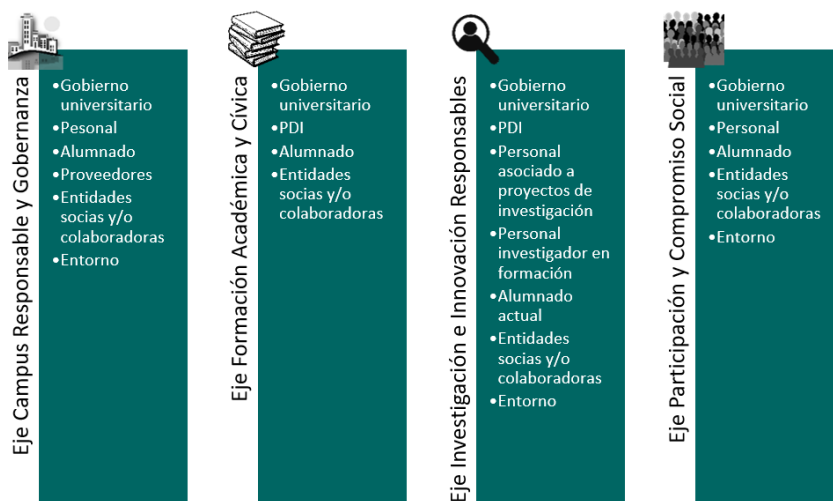 Eje Campus Responsable y Gobernanza
•Gobierno
universitario
•Pesonal
•Alumnado
•Proveedores
•Entidades
socias y/o
colaboradoras
•Entorno
Eje Formación Académica y Cívica
•Gobierno
universitario
•PDI
•Alumnado
•Entidades
socias y/o
colaboradoras
Eje Investigación e Innovación Responsables
•Gobierno
universitario
•PDI
•Personal
asociado a
proyectos de
investigación
•Personal
investigador en
formación
•Alumnado
actual
•Entidades
socias y/o
colaboradoras
•Entorno
Eje Participación y Compromiso Social
•Gobierno
universitario
•Personal
•Alumnado
•Entidades
socias y/o
colaboradoras
•Entorno